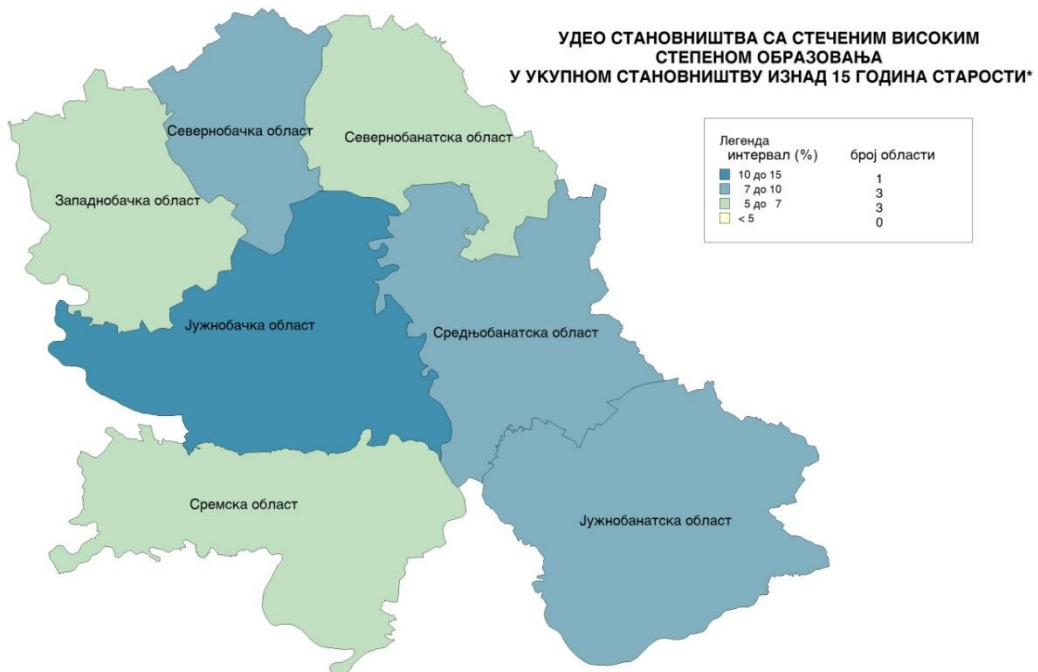 УДЕО СТАНОВНИШТВА СА СТЕЧЕНИМ ВИСОКИМ
СТЕПЕНОМ ОБРАЗОВАЊА
У УКУПНОМ СТАНОВНИШТВУ ИЗНАД 15 ГОДИНА СТАРОСТИ*
Легенда
интервал (%) број области
10 до 15 1
7 до 10 3
5 до 7 3
< 5 0
Севернобачка област
Севернобанатска област
Западнобачка област
Јужнобачка област
Средњобанатска област
Сремска област
Јужнобанатска област